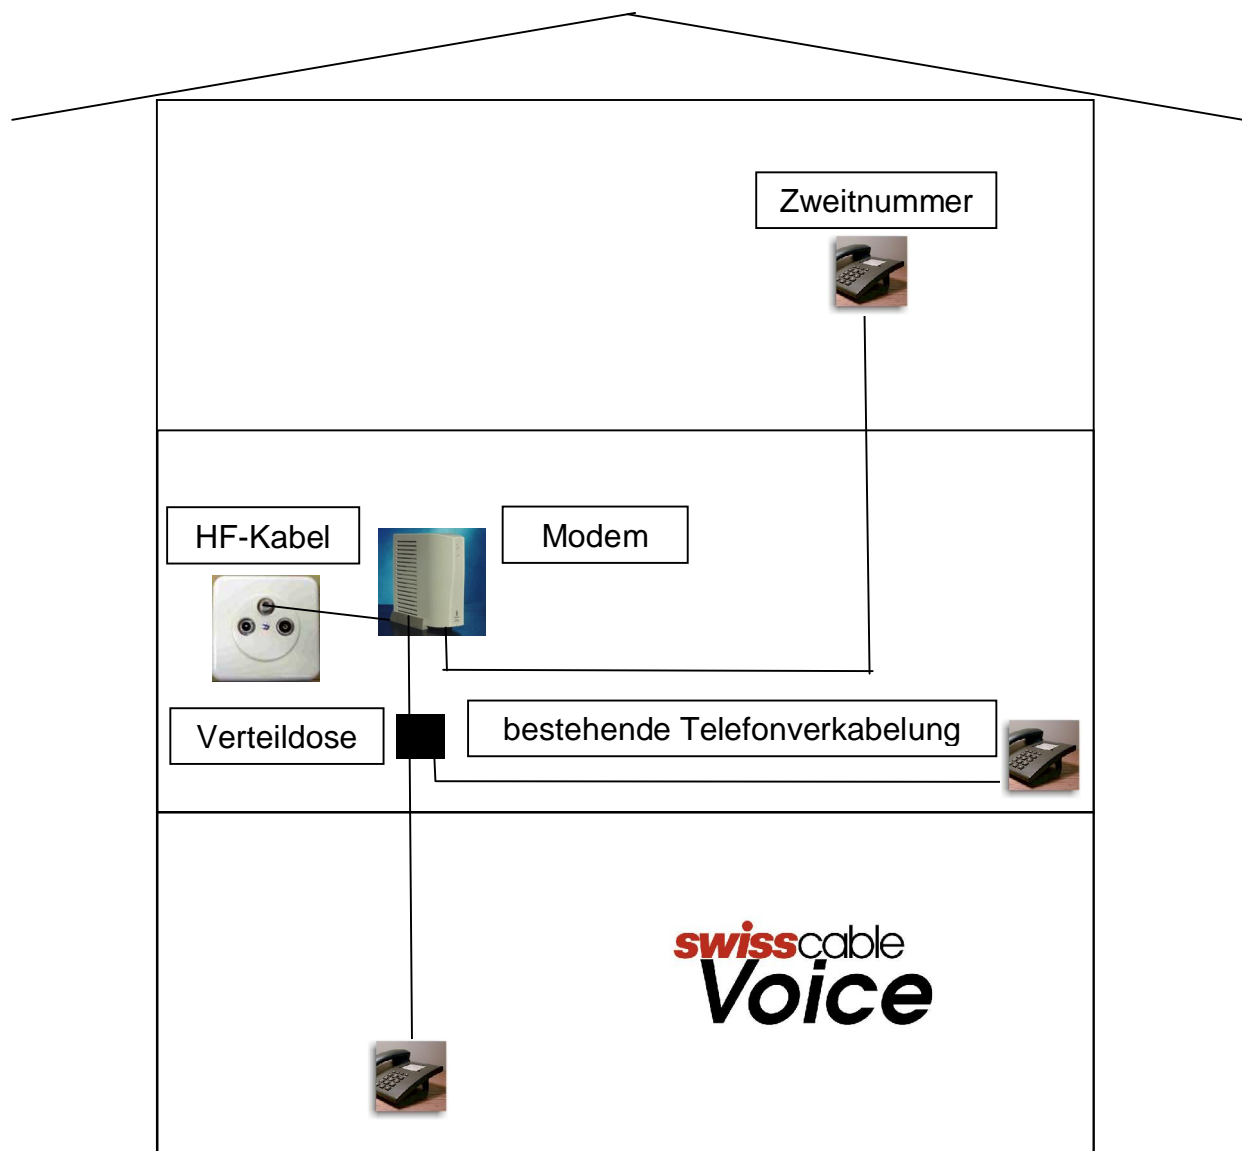 Zweitnummer
HF-Kabel
Modem
Verteildose
bestehende Telefonverkabelung
swisscable
Voice